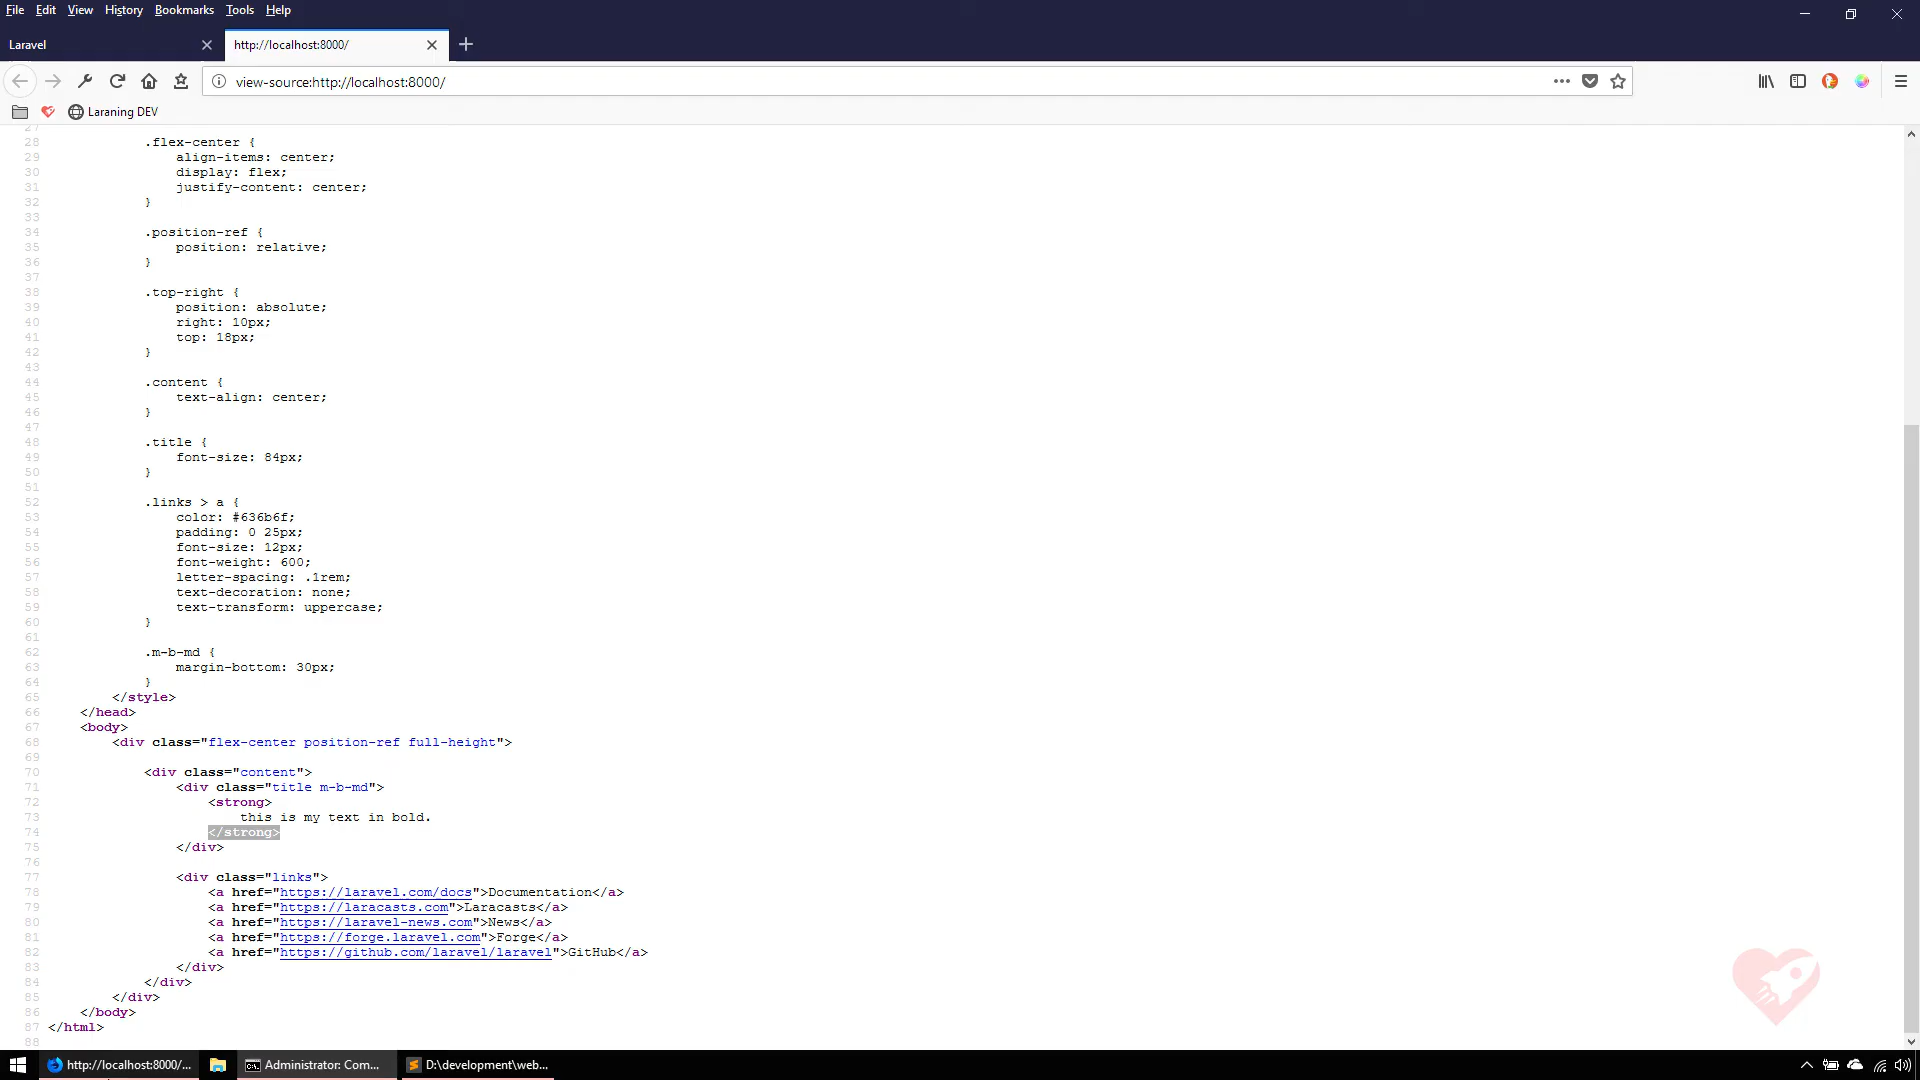 File Edit View History Bookmarks Tools Help
Laravel
http://localhost:8000/
view-source:http://localhost:8000/
Laraning DEV
27
28 .flex-center {
29 align-items: center;
30 display: flex;
31 justify-content: center;
32 }
33
34 .position-ref {
35 position: relative;
36 }
37
38 .top-right {
39 position: absolute;
40 right: 10px;
41 top: 18px;
42 }
43
44 .content {
45 text-align: center;
46 }
47
48 .title {
49 font-size: 84px;
50 }
51
52 .links > a {
53 color: #636b6f;
54 padding: 0 25px;
55 font-size: 12px;
56 font-weight: 600;
57 letter-spacing: .1rem;
58 text-decoration: none;
59 text-transform: uppercase;
60 }
61
62 .m-b-md {
63 margin-bottom: 30px;
64 }
65 </style>
66 </head>
67 <body>
68 <div class="flex-center position-ref full-height">
69
70 <div class="content">
71 <div class="title m-b-md">
72 <strong>
73 this is my text in bold.
74 </strong>
75 </div>
76
77 <div class="links">
78 <a href="https://laravel.com/docs">Documentation</a>
79 <a href="https://laracasts.com">Laracasts</a>
80 <a href="https://laravel-news.com">News</a>
81 <a href="https://forge.laravel.com">Forge</a>
82 <a href="https://github.com/laravel/laravel">GitHub</a>
83 </div>
84 </div>
85 </div>
86 </body>
87 </html>
88
http://localhost:8000/...
Administrator: Com...
D:\development\web...